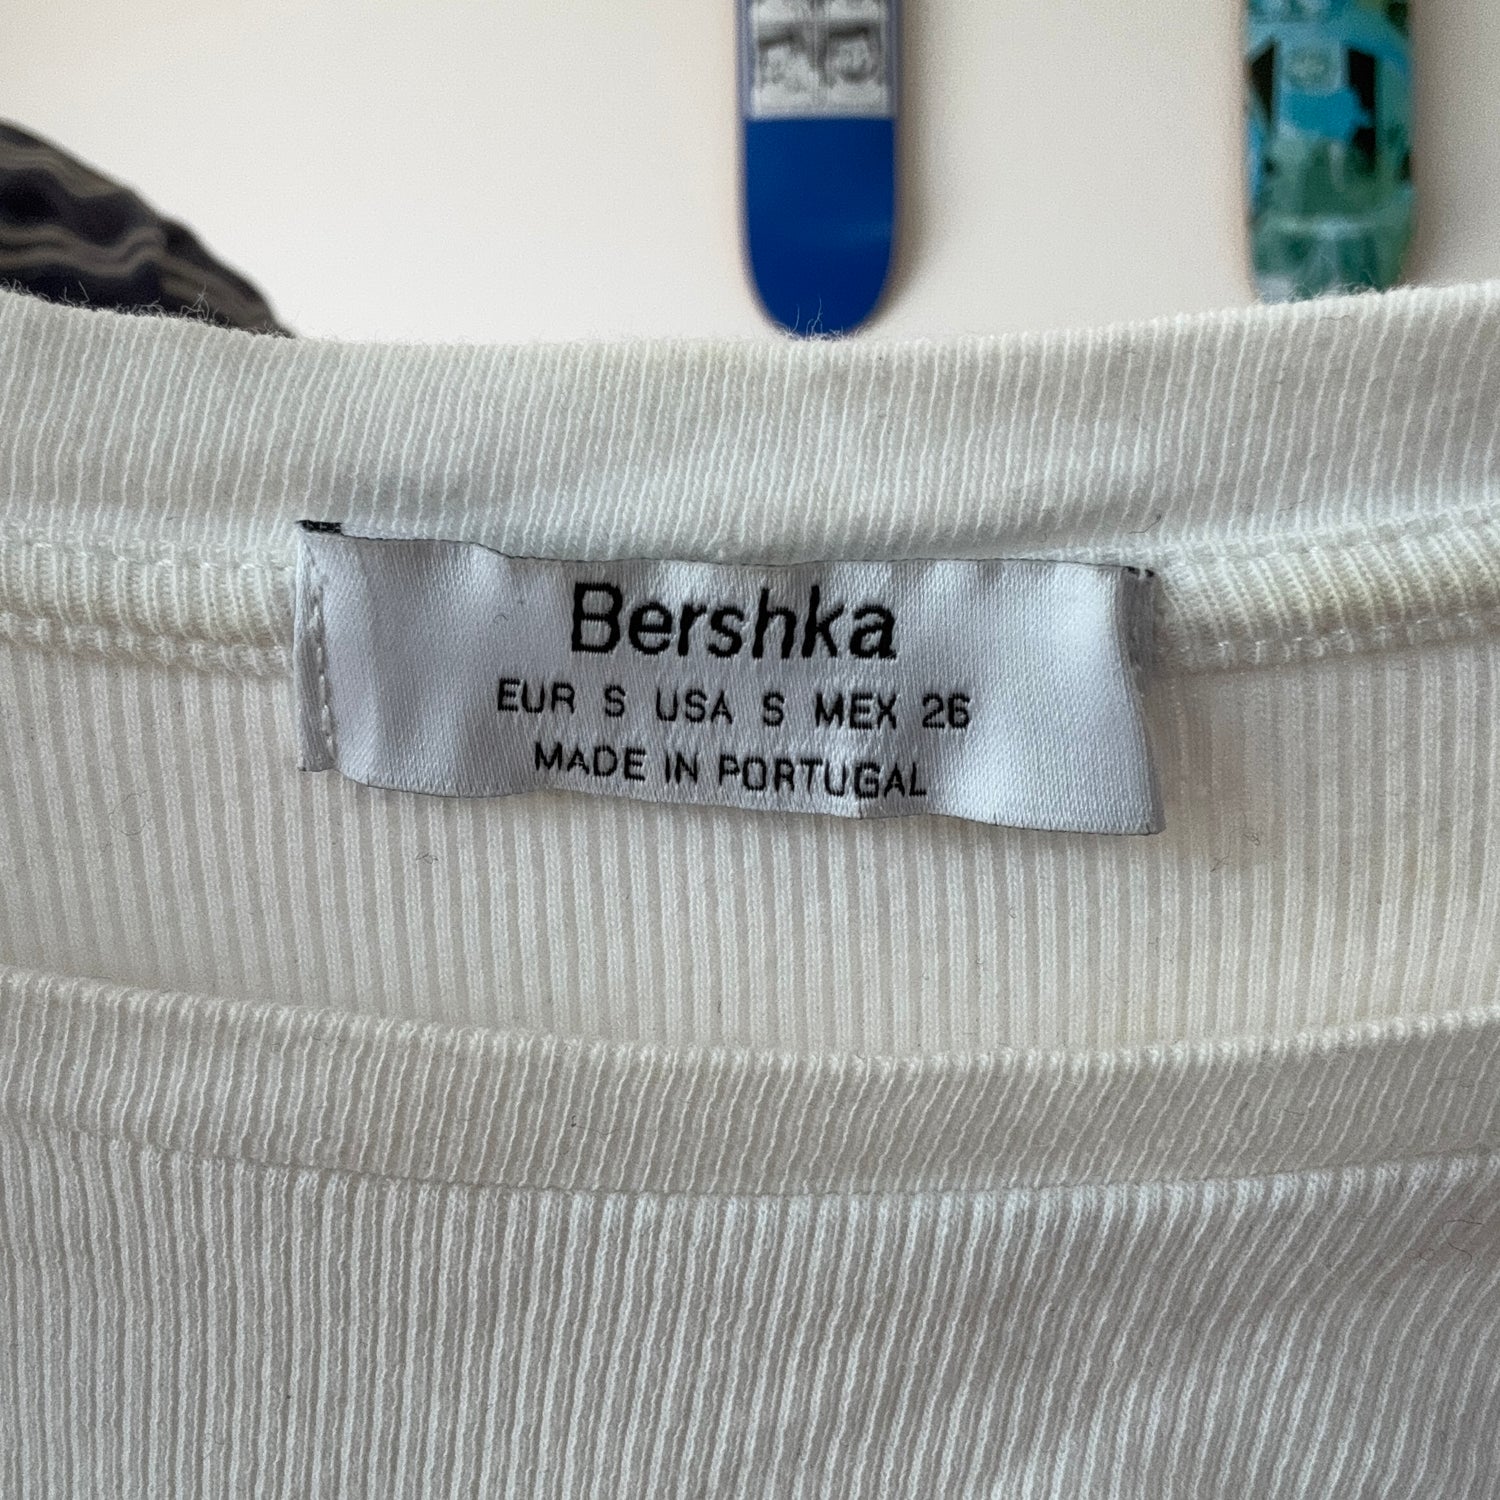 Bershka
EUR S USA S MEX 26
MADE IN PORTUGAL